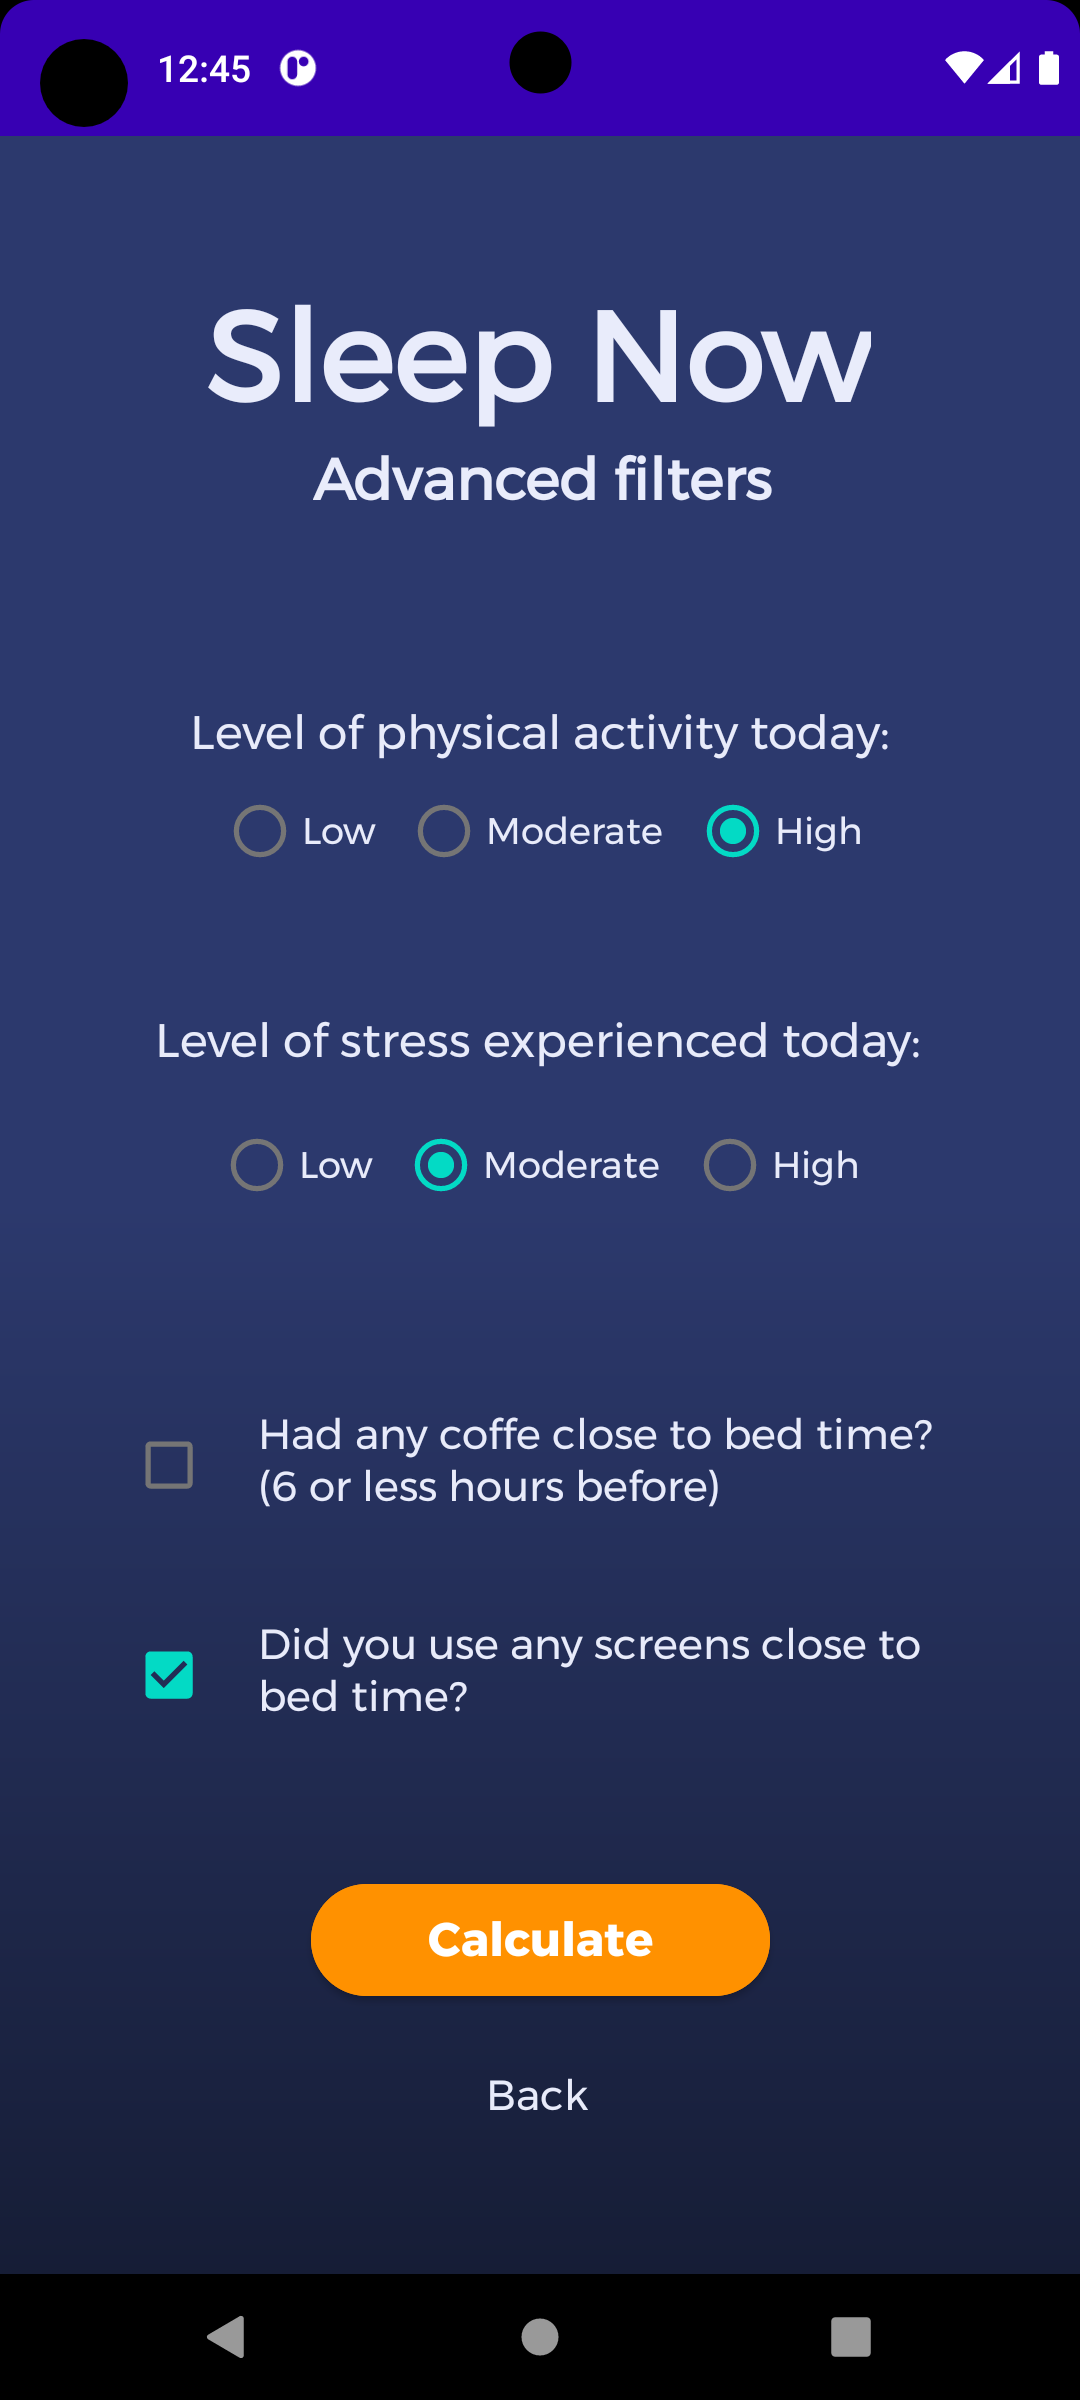 12:45
Sleep Now
Advanced filters
Level of physical activity today:
Low Moderate High
Level of stress experienced today:
Low Moderate High
Had any coffe close to bed time?
(6 or less hours before)
Did you use any screens close to
bed time?
Calculate
Back